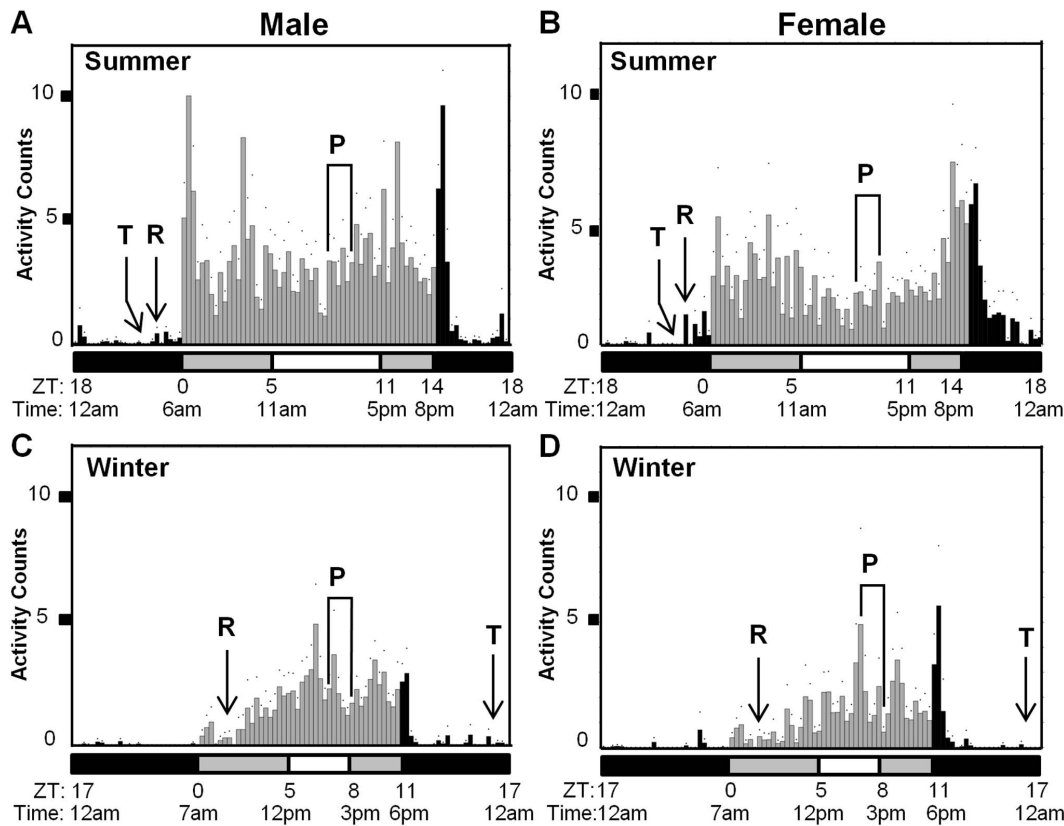 A Male
Summer
10
5
0
Activity Counts
T R P
ZT: 18 0 5 11 14 18
Time: 12am 6am 11am 5pm 8pm 12am
B Female
Summer
10
5
0
Activity Counts
T R P
ZT: 18 0 5 11 14 18
Time: 12am 6am 11am 5pm 8pm 12am
C
Winter
10
5
0
Activity Counts
R P T
ZT: 17 0 5 8 11 17
Time: 12am 7am 12pm 3pm 6pm 12am
D
Winter
10
5
0
Activity Counts
R P T
ZT: 17 0 5 8 11 17
Time: 12am 7am 12pm 3pm 6pm 12am